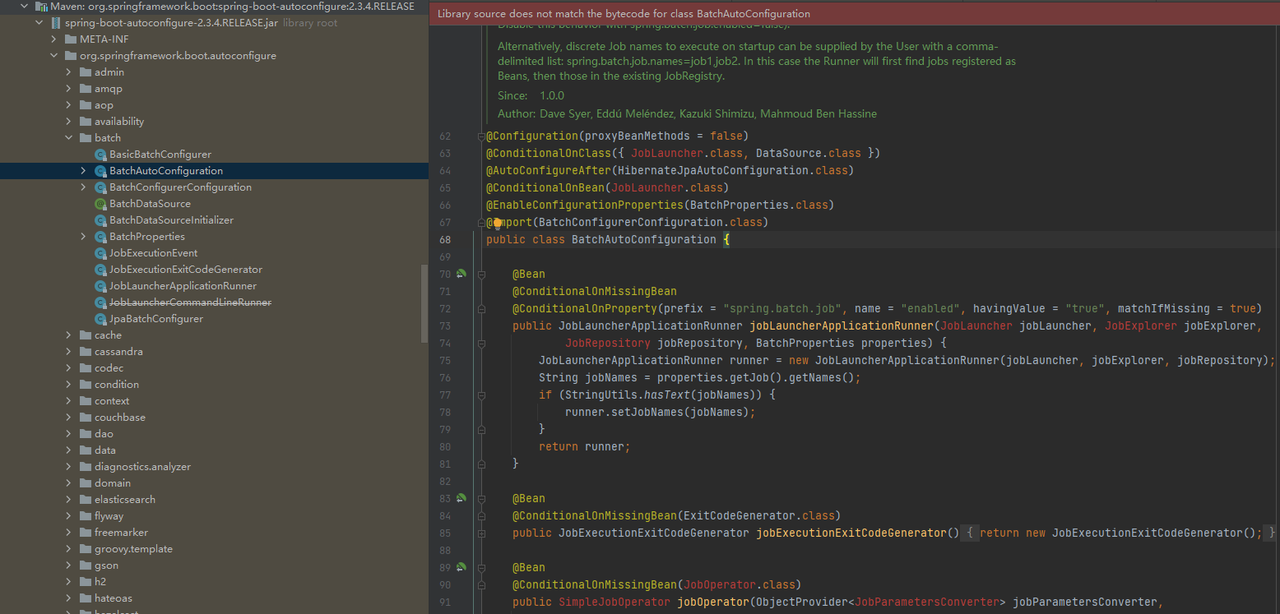 Maven: org.springframework.boot:spring-boot-autoconfigure:2.3.4.RELEASE
spring-boot-autoconfigure-2.3.4.RELEASE.jar library root
META-INF
org.springframework.boot.autoconfigure
admin
amqp
aop
availability
batch
BasicBatchConfigurer
BatchAutoConfiguration
BatchConfigurerConfiguration
BatchDataSource
BatchDataSourceInitializer
BatchProperties
JobExecutionEvent
JobExecutionExitCodeGenerator
JobLauncherApplicationRunner
JobLauncherCommandLineRunner
JpaBatchConfigurer
cache
cassandra
codec
condition
context
couchbase
dao
data
diagnostics.analyzer
domain
elasticsearch
flyway
freemarker
groovy.template
gson
h2
hateoas
hazelcast
Library source does not match the bytecode for class BatchAutoConfiguration
Disable this behavior with spring.batch.job.enabled=false).
Alternatively, discrete Job names to execute on startup can be supplied by the User with a comma-
delimited list: spring.batch.job.names=job1,job2. In this case the Runner will first find jobs registered as
Beans, then those in the existing JobRegistry.
Since: 1.0.0
Author: Dave Syer, Eddú Meléndez, Kazuki Shimizu, Mahmoud Ben Hassine
62 @Configuration(proxyBeanMethods = false)
63 @ConditionalOnClass({ JobLauncher.class, DataSource.class })
64 @AutoConfigureAfter(HibernateJpaAutoConfiguration.class)
65 @ConditionalOnBean(JobLauncher.class)
66 @EnableConfigurationProperties(BatchProperties.class)
67 @Import(BatchConfigurerConfiguration.class)
68 public class BatchAutoConfiguration {
69
70 @Bean
71 @ConditionalOnMissingBean
72 @ConditionalOnProperty(prefix = "spring.batch.job", name = "enabled", havingValue = "true", matchIfMissing = true)
73 public JobLauncherApplicationRunner jobLauncherApplicationRunner(JobLauncher jobLauncher, JobExplorer jobExplorer,
74 JobRepository jobRepository, BatchProperties properties) {
75 JobLauncherApplicationRunner runner = new JobLauncherApplicationRunner(jobLauncher, jobExplorer, jobRepository);
76 String jobNames = properties.getJob().getNames();
77 if (StringUtils.hasText(jobNames)) {
78 runner.setJobNames(jobNames);
79 }
80 return runner;
81 }
82
83 @Bean
84 @ConditionalOnMissingBean(ExitCodeGenerator.class)
85 public JobExecutionExitCodeGenerator jobExecutionExitCodeGenerator() { return new JobExecutionExitCodeGenerator(); }
88
89 @Bean
90 @ConditionalOnMissingBean(JobOperator.class)
91 public SimpleJobOperator jobOperator(ObjectProvider<JobParametersConverter> jobParametersConverter,